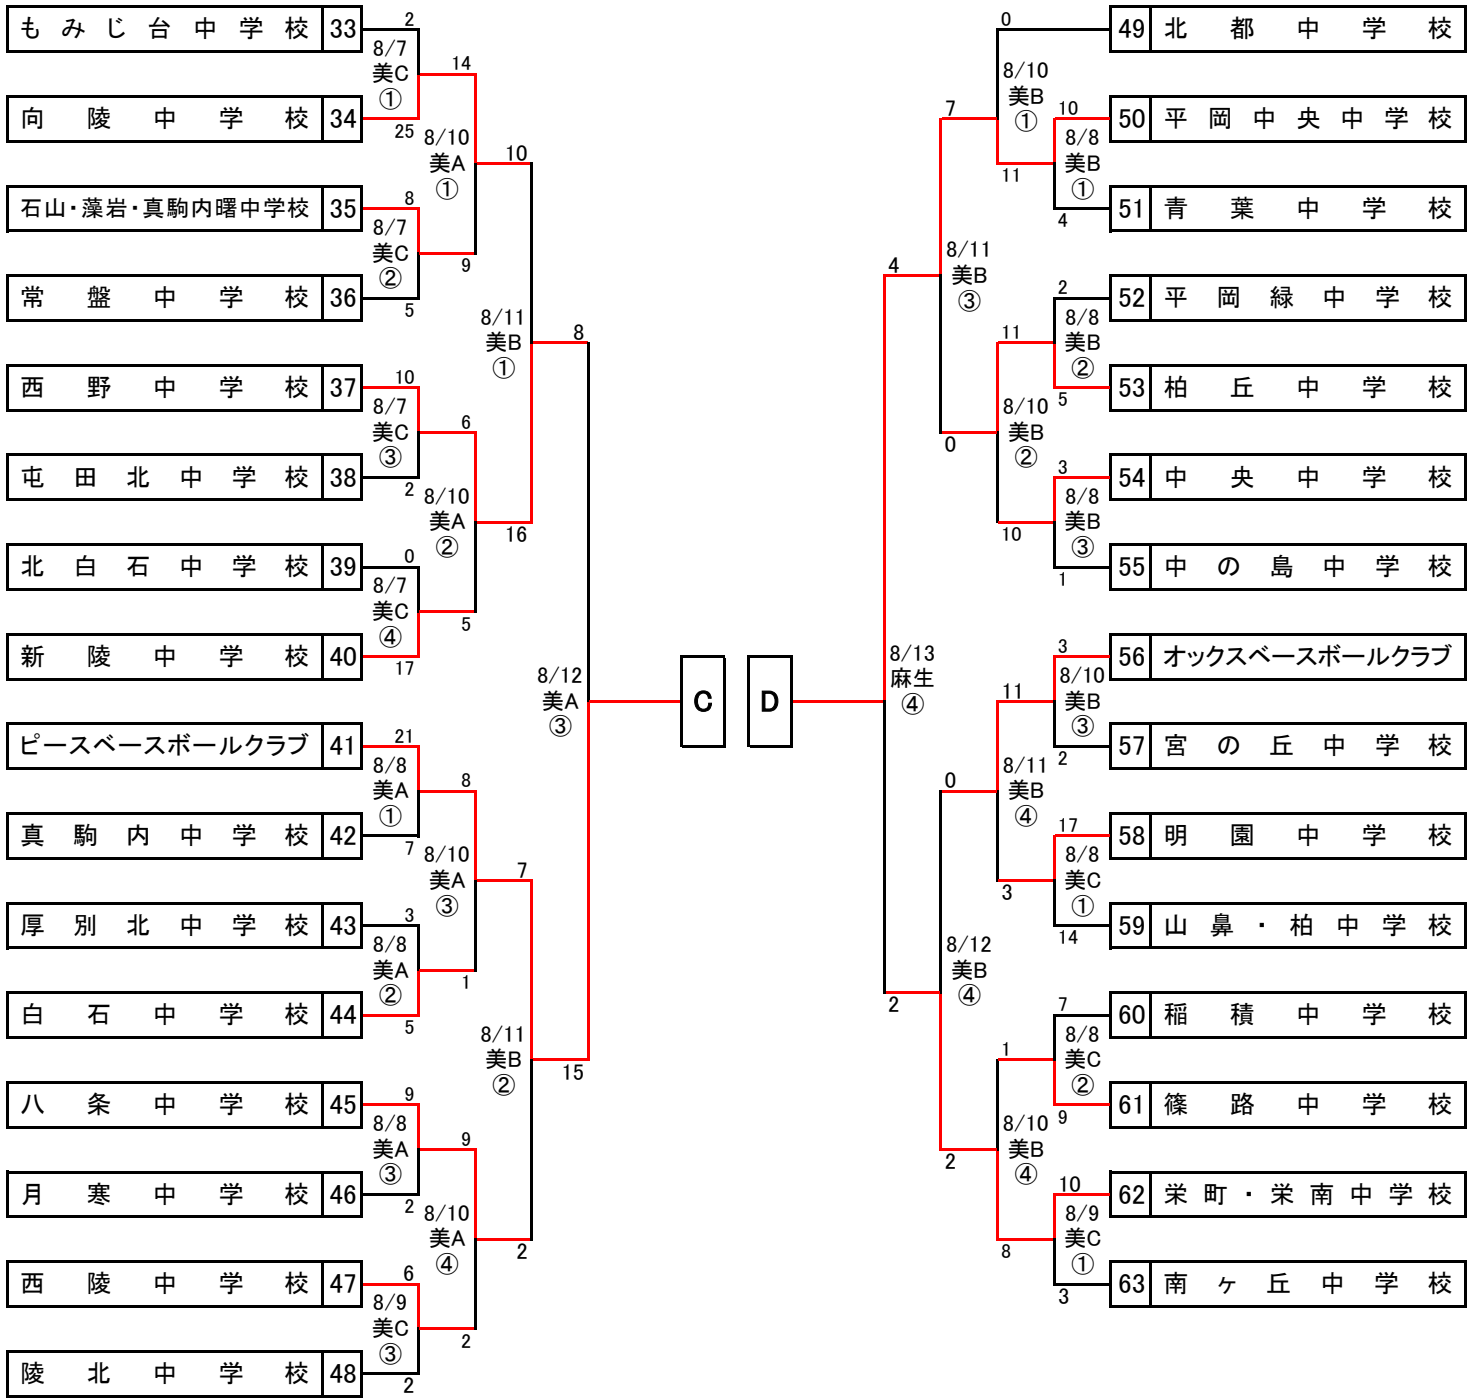 もみじ台中学校 33
2
8/7
美C
①
向陵中学校 34
25
14
8/10
美A
①
石山・藻岩・真駒内曙中学校 35
8
8/7
美C
②
常盤中学校 36
5
9
10
8/11
美B
①
西野中学校 37
10
8/7
美C
③
屯田北中学校 38
2
6
8/10
美A
②
北白石中学校 39
0
8/7
美C
④
新陵中学校 40
17
5
16
8
8/12
美A
③
ピースベースボールクラブ 41
21
8/8
美A
①
真駒内中学校 42
7
8
8/10
美A
③
厚別北中学校 43
3
8/8
美A
②
白石中学校 44
5
1
7
8/11
美B
②
八条中学校 45
9
8/8
美A
③
月寒中学校 46
2
9
8/10
美A
④
西陵中学校 47
6
8/9
美C
③
陵北中学校 48
2
2
2
15
C
D
49 北都中学校
0
8/10
美B
①
50 平岡中央中学校
10
8/8
美B
①
51 青葉中学校
4
11
7
8/11
美B
③
52 平岡緑中学校
2
8/8
美B
②
53 柏丘中学校
5
11
8/10
美B
②
54 中央中学校
3
8/8
美B
③
55 中の島中学校
1
10
0
4
8/13
麻生
④
56 オックスベースボールクラブ
3
8/10
美B
③
57 宮の丘中学校
2
11
8/11
美B
④
58 明園中学校
17
8/8
美C
①
59 山鼻・柏中学校
14
3
0
8/12
美B
④
60 稲積中学校
7
8/8
美C
②
61 篠路中学校
9
1
8/10
美B
④
62 栄町・栄南中学校
10
8/9
美C
①
63 南ヶ丘中学校
3
8
2
2